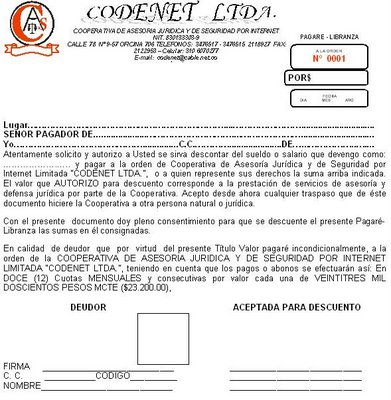 CODENET LTDA.
COOPERATIVA DE ASESORIA JURIDICA Y DE SEGURIDAD POR INTERNET
NIT. 830133303-9
CALLE 78 Nº 9-57 OFICINA 706 TELEFONOS: 3476517 - 3476515 2118927 FAX:
2122963 - Celular: 310 6071277
E-mail: codenet@cable.net.co
PAGARE - LIBRANZA
A LA ORDEN
Nº 0001
POR$
FECHA
DIA MES AÑO
Lugar
SEÑOR PAGADOR DE
Yo C.C. DE
Atentamente solicito y autorizo a Usted se sirva descontar del sueldo o salario que devengo como:
y pagar a la orden de Cooperativa de Asesoría Jurídica y de Seguridad por
Internet Limitada "CODENET LTDA.", o a quien represente sus derechos la suma arriba indicada.
El valor que AUTORIZO para descuento corresponde a la prestación de servicios de asesoría y
defensa jurídica por parte de la Cooperativa. Acepto desde ahora cualquier traspaso que de éste
documento hiciere la Cooperativa a otra persona natural o jurídica.
Con el presente documento doy pleno consentimiento para que se descuente el presente Pagaré-
Libranza las sumas en él consignadas.
En calidad de deudor que por virtud del presente Título Valor pagaré incondicionalmente, a la
orden de la COOPERATIVA DE ASESORIA JURIDICA Y DE SEGURIDAD POR INTERNET
LIMITADA "CODENET LTDA.", teniendo en cuenta que los pagos o abonos se efectuarán así: En
DOCE (12) Cuotas MENSUALES y consecutivas por valor cada una de VEINTITRES MIL
DOSCIENTOS PESOS MCTE ($23.200.00),
DEUDOR ACEPTADA PARA DESCUENTO
FIRMA
C. C. CODIGO
NOMBRE